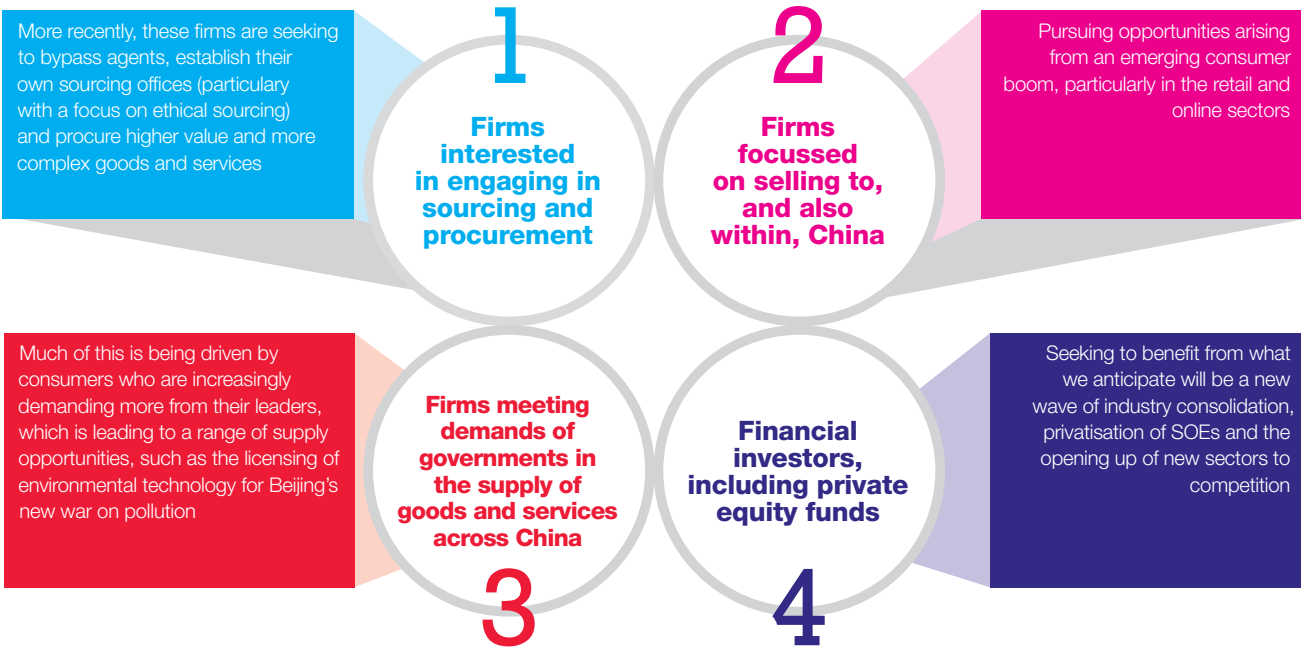 More recently, these firms are seeking
to bypass agents, establish their
own sourcing offices (particulary
with a focus on ethical sourcing)
and procure higher value and more
complex goods and services
1
Firms
interested
in engaging in
sourcing and
procurement
2
Firms
focussed
on selling to,
and also
within, China
Pursuing opportunities arising
from an emerging consumer
boom, particularly in the retail and
online sectors
Much of this is being driven by
consumers who are increasingly
demanding more from their leaders,
which is leading to a range of supply
opportunities, such as the licensing of
environmental technology for Beijing's
new war on pollution
Firms meeting
demands of
governments in
the supply of
goods and services
across China
3
Financial
investors,
including private
equity funds
4
Seeking to benefit from what
we anticipate will be a new
wave of industry consolidation,
privatisation of SOEs and the
opening up of new sectors to
competition